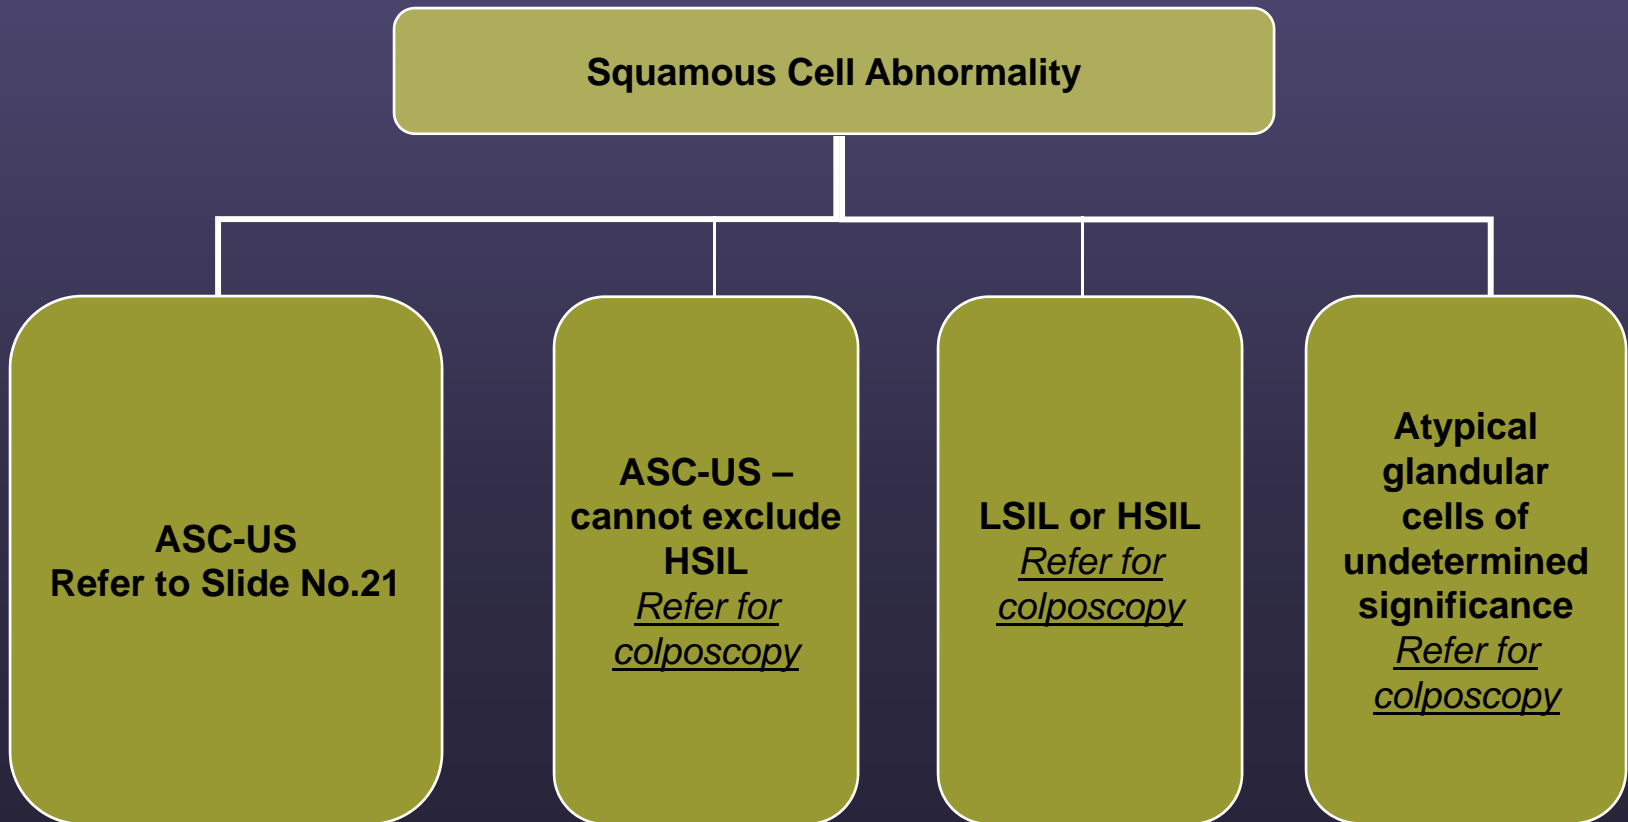 Squamous Cell Abnormality
ASC-US
Refer to Slide No.21
ASC-US –
cannot exclude
HSIL
Refer for
colposcopy
LSIL or HSIL
Refer for
colposcopy
Atypical
glandular
cells of
undetermined
significance
Refer for
colposcopy